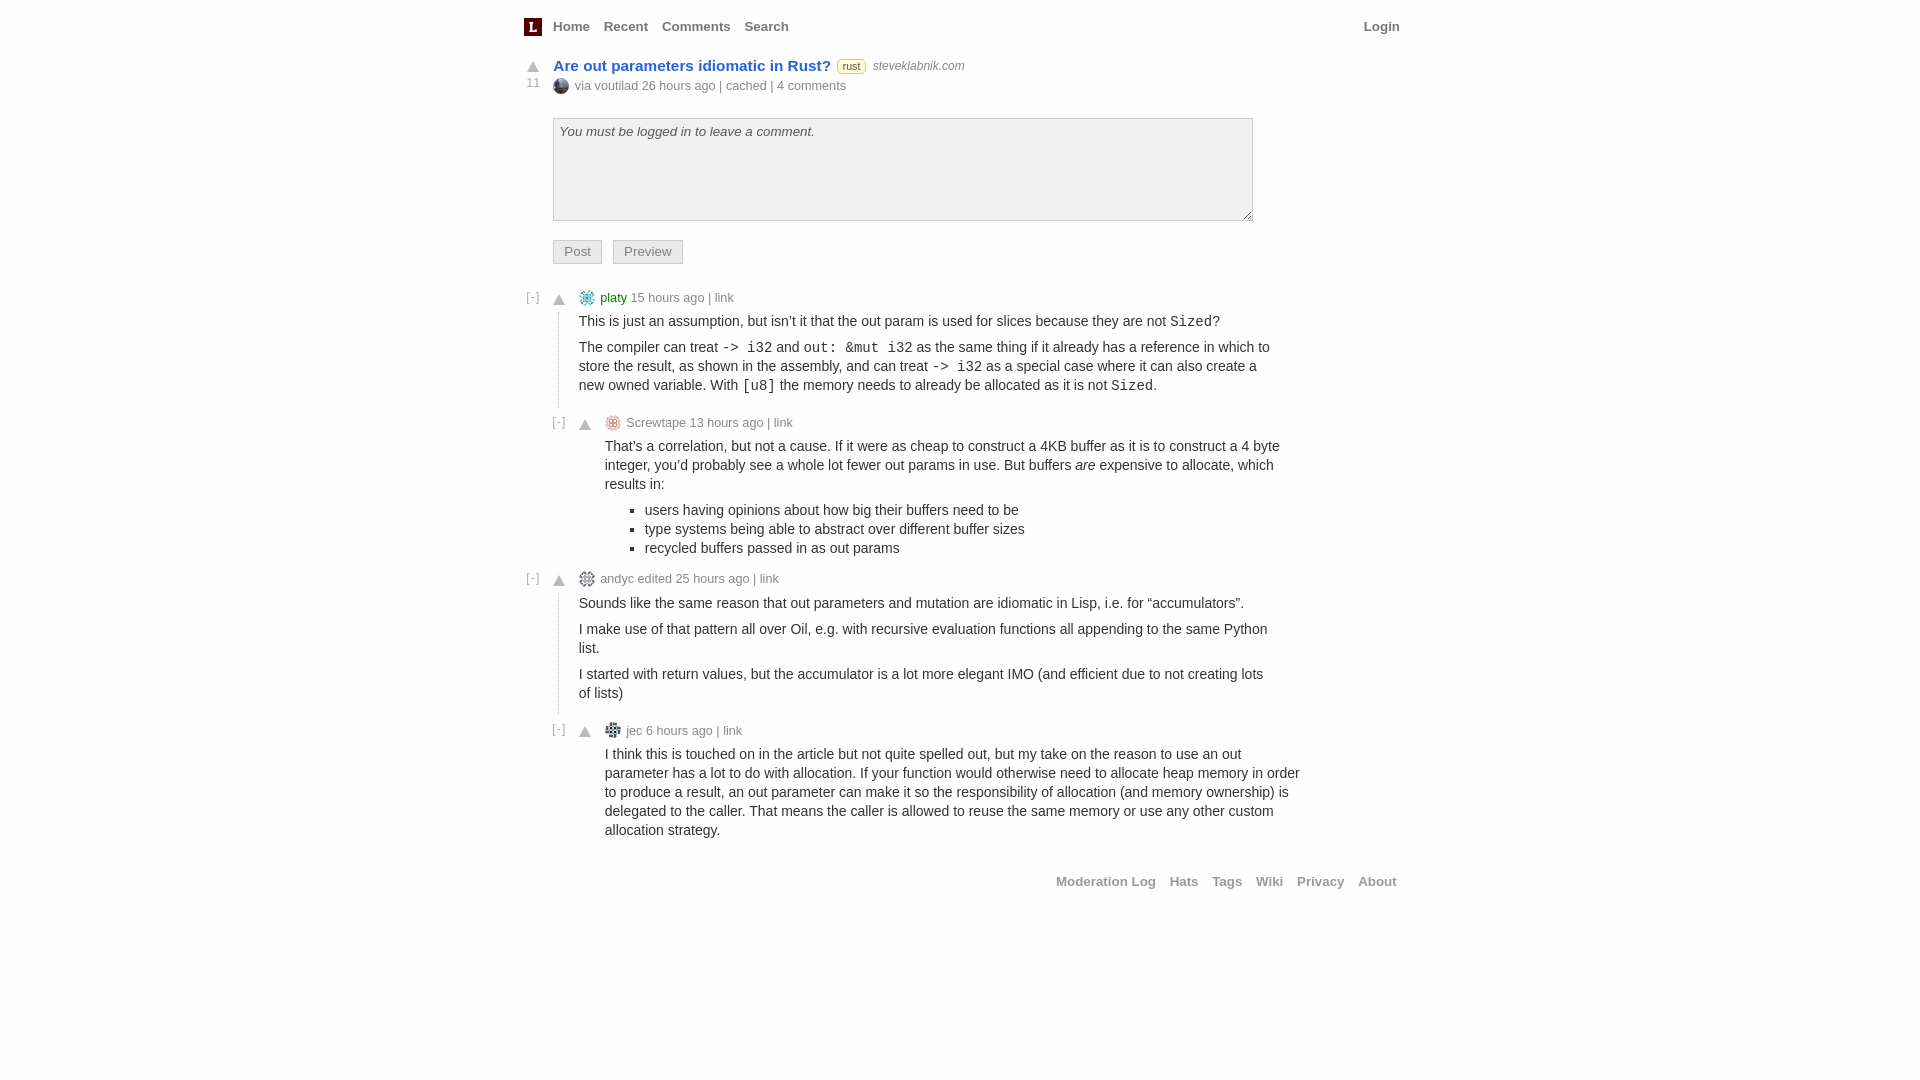 L Home Recent Comments Search Login
Are out parameters idiomatic in Rust? rust steveklabnik.com
11 via voutilad 26 hours ago | cached | 4 comments
You must be logged in to leave a comment.
Post Preview
[-] platy 15 hours ago | link
This is just an assumption, but isn’t it that the out param is used for slices because they are not Sized?
The compiler can treat -> i32 and out: &mut i32 as the same thing if it already has a reference in which to
store the result, as shown in the assembly, and can treat -> i32 as a special case where it can also create a
new owned variable. With [u8] the memory needs to already be allocated as it is not Sized.
[-] Screwtape 13 hours ago | link
That’s a correlation, but not a cause. If it were as cheap to construct a 4KB buffer as it is to construct a 4 byte
integer, you’d probably see a whole lot fewer out params in use. But buffers are expensive to allocate, which
results in:
users having opinions about how big their buffers need to be
type systems being able to abstract over different buffer sizes
recycled buffers passed in as out params
[-] andyc edited 25 hours ago | link
Sounds like the same reason that out parameters and mutation are idiomatic in Lisp, i.e. for “accumulators”.
I make use of that pattern all over Oil, e.g. with recursive evaluation functions all appending to the same Python
list.
I started with return values, but the accumulator is a lot more elegant IMO (and efficient due to not creating lots
of lists)
[-] jec 6 hours ago | link
I think this is touched on in the article but not quite spelled out, but my take on the reason to use an out
parameter has a lot to do with allocation. If your function would otherwise need to allocate heap memory in order
to produce a result, an out parameter can make it so the responsibility of allocation (and memory ownership) is
delegated to the caller. That means the caller is allowed to reuse the same memory or use any other custom
allocation strategy.
Moderation Log Hats Tags Wiki Privacy About